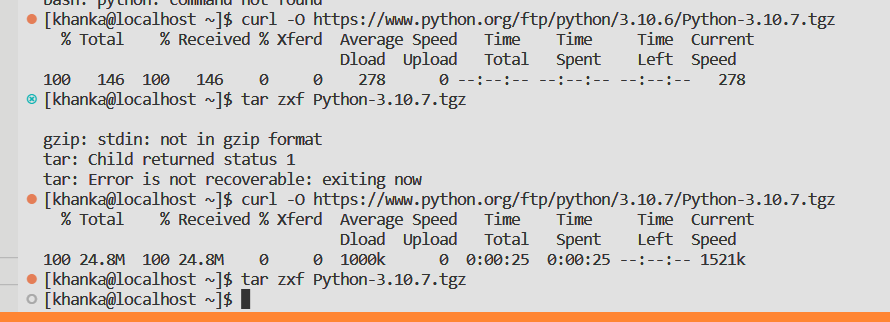 bash: python: command not found
[khanka@localhost ~]$ curl -O https://www.python.org/ftp/python/3.10.6/Python-3.10.7.tgz
% Total % Received % Xferd Average Speed Time Time Time Current
Dload Upload Total Spent Left Speed
100 146 100 146 0 0 278 0 --:--:-- --:--:-- --:--:-- 278
[khanka@localhost ~]$ tar zxf Python-3.10.7.tgz
gzip: stdin: not in gzip format
tar: Child returned status 1
tar: Error is not recoverable: exiting now
[khanka@localhost ~]$ curl -O https://www.python.org/ftp/python/3.10.7/Python-3.10.7.tgz
% Total % Received % Xferd Average Speed Time Time Time Current
Dload Upload Total Spent Left Speed
100 24.8M 100 24.8M 0 0 1000k 0 0:00:25 0:00:25 --:--:-- 1521k
[khanka@localhost ~]$ tar zxf Python-3.10.7.tgz
[khanka@localhost ~]$